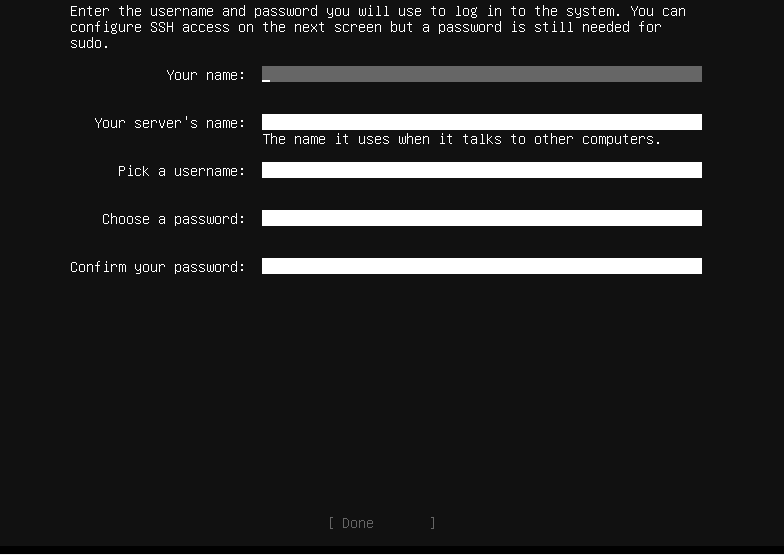 Enter the username and password you will use to log in to the system. You can
configure SSH access on the next screen but a password is still needed for
sudo.
Your name:
Your server's name:
The name it uses when it talks to other computers.
Pick a username:
Choose a password:
Confirm your password:
[ Done ]